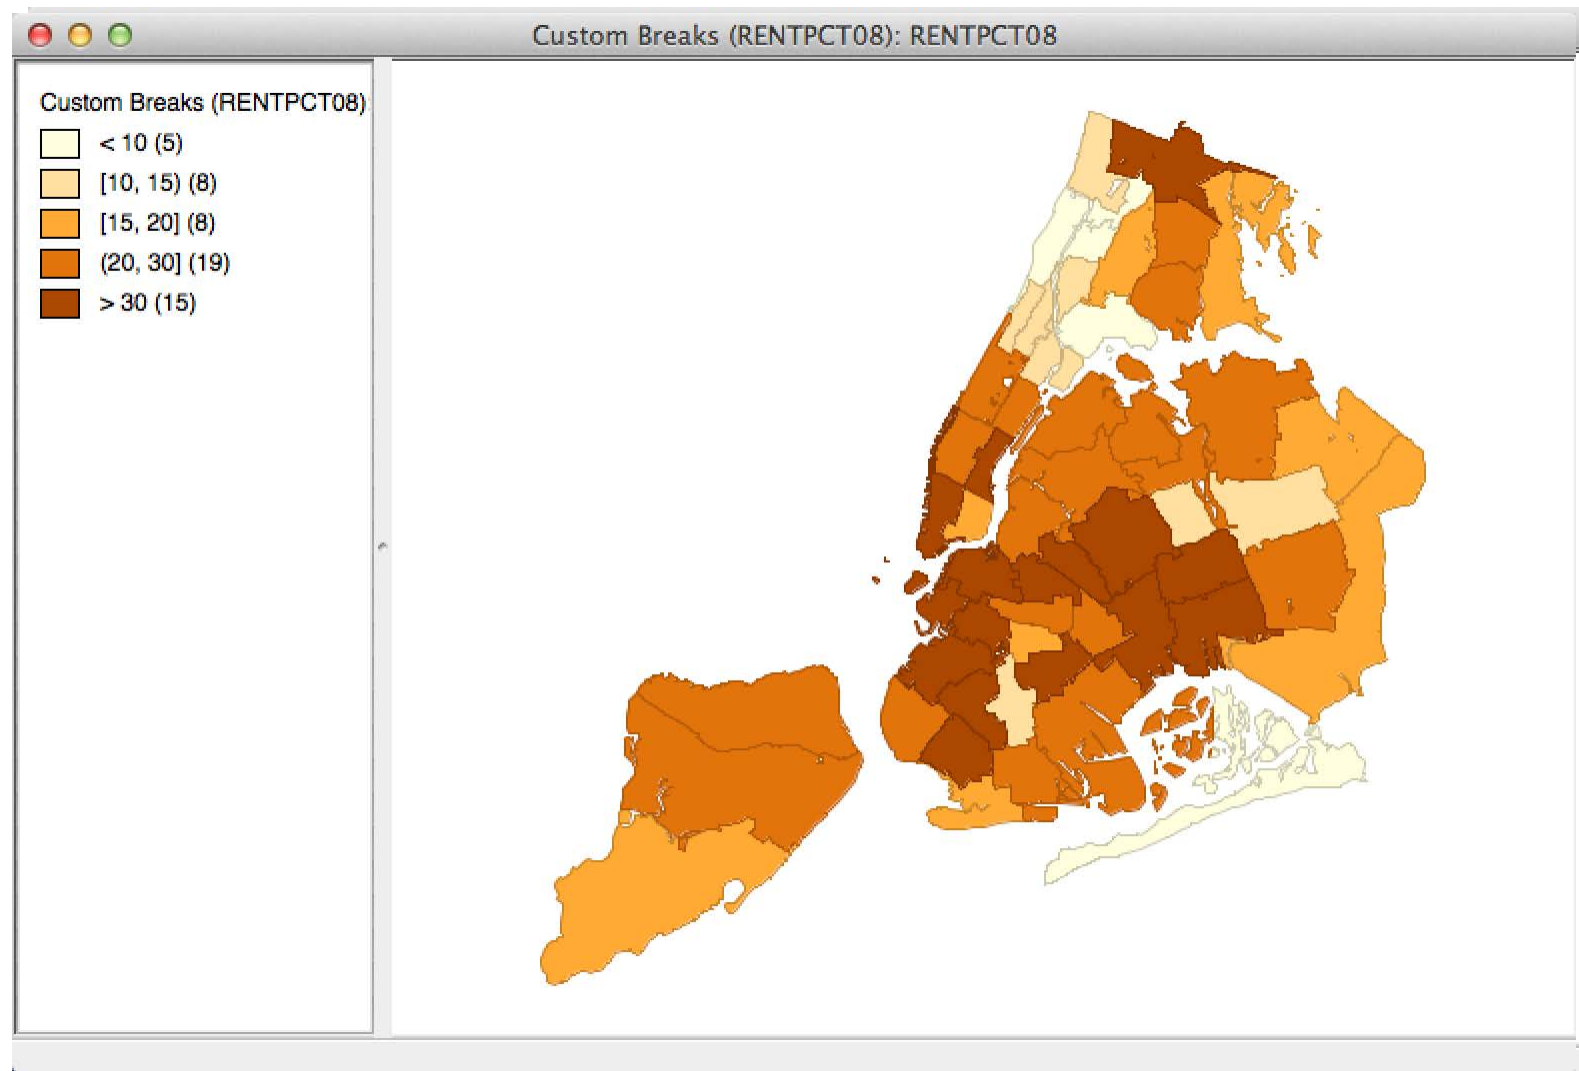 Custom Breaks (RENTPCT08): RENTPCT08
Custom Breaks (RENTPCT08):
< 10 (5)
[10, 15) (8)
[15, 20] (8)
(20, 30] (19)
> 30 (15)